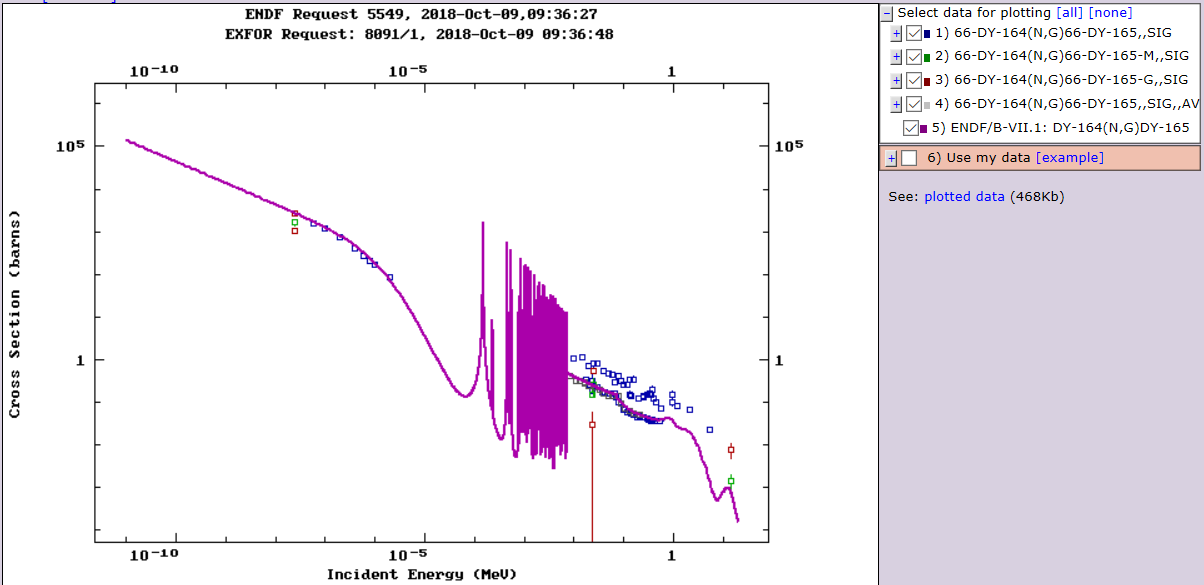 ENDF Request 5549, 2018-Oct-09,09:36:27
EXFOR Request: 8091/1, 2018-Oct-09 09:36:48
10-10 10-5 1
105 105
1 1
Cross Section (barns)
10-10 10-5 1
Incident Energy (MeV)
Select data for plotting [all] [none]
1) 66-DY-164(N,G)66-DY-165,,SIG
2) 66-DY-164(N,G)66-DY-165-M,,SIG
3) 66-DY-164(N,G)66-DY-165-G,,SIG
4) 66-DY-164(N,G)66-DY-165,,SIG,,AV
5) ENDF/B-VII.1: DY-164(N,G)DY-165
6) Use my data [example]
See: plotted data (468Kb)